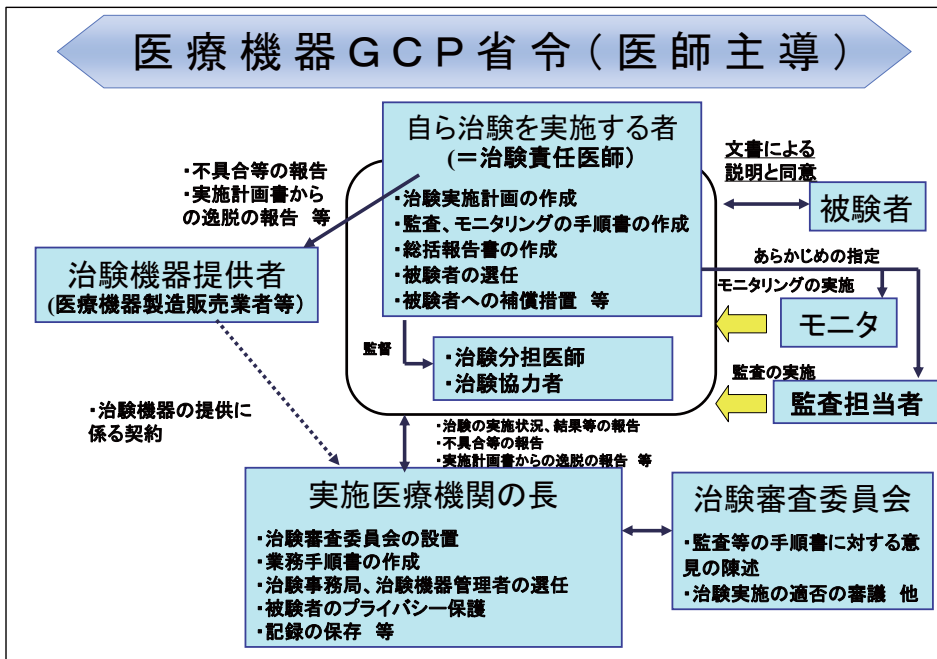 医療機器GCP省令（医師主導）
自ら治験を実施する者
(＝治験責任医師）
・治験実施計画の作成
・監査、モニタリングの手順書の作成
・総括報告書の作成
・被験者の選任
・被験者への補償措置 等
・不具合等の報告
・実施計画書から
の逸脱の報告 等
文書による
説明と同意
被験者
治験機器提供者
(医療機器製造販売業者等）
あらかじめの指定
モニタリングの実施
モニタ
監督
・治験分担医師
・治験協力者
監査の実施
監査担当者
・治験機器の提供に
係る契約
・治験の実施状況、結果等の報告
・不具合等の報告
・実施計画書からの逸脱の報告 等
実施医療機関の長
・治験審査委員会の設置
・業務手順書の作成
・治験事務局、治験機器管理者の選任
・被験者のプライバシー保護
・記録の保存 等
治験審査委員会
・監査等の手順書に対する意
見の陳述
・治験実施の適否の審議 他